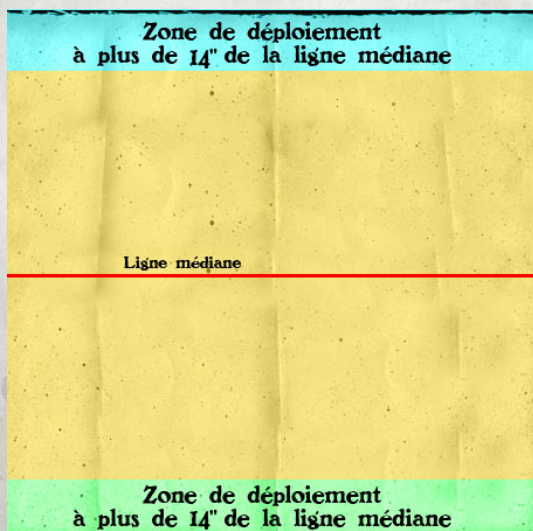 Zone de déploiement
à plus de 14" de la ligne médiane
Ligne médiane
Zone de déploiement
à plus de 14" de la ligne médiane